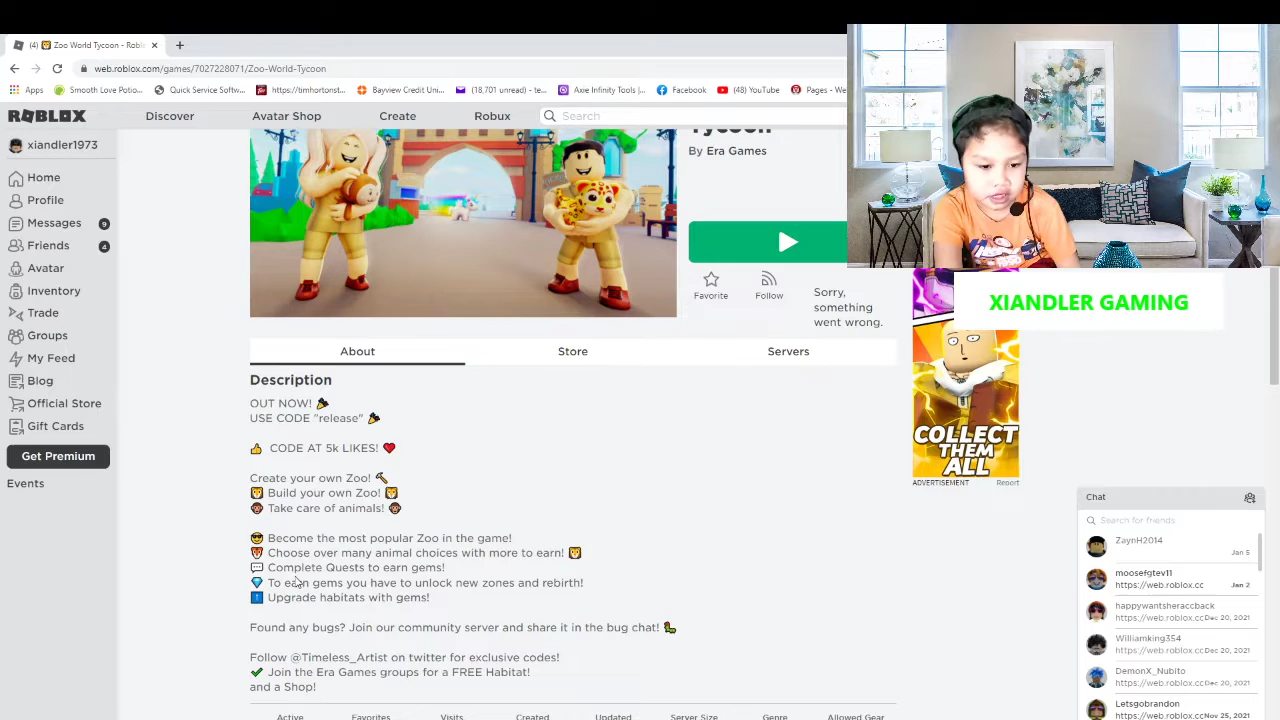 (4) Zoo World Tycoon - Robl
web.roblox.com/games/7027228071/Zoo-World-Tycoon
Apps
Smooth Love Potio...
Quick Service Softw...
https://timhortonst...
Bayview Credit Uni...
(18,701 unread) - te...
Axie Infinity Tools |...
Facebook
(48) YouTube
Pages - We
ROBLOX
Discover
Avatar Shop
Create
Robux
Search
xiandler1973
Home
Profile
Messages 9
Friends 4
Avatar
Inventory
Trade
Groups
My Feed
Blog
Official Store
Gift Cards
Get Premium
Events
Tycoon
By Era Games
Favorite
Follow
Sorry,
something
went wrong.
XIANDLER GAMING
About
Store
Servers
Description
OUT NOW!
USE CODE "release"
CODE AT 5k LIKES!
Create your own Zoo!
Build your own Zoo!
Take care of animals!
Become the most popular Zoo in the game!
Choose over many animal choices with more to earn!
Complete Quests to earn gems!
To earn gems you have to unlock new zones and rebirth!
Upgrade habitats with gems!
Found any bugs? Join our community server and share it in the bug chat!
Follow @Timeless_Artist on twitter for exclusive codes!
Join the Era Games groups for a FREE Habitat!
and a Shop!
Active
Favorites
Visits
Created
Updated
Server Size
Genre
Allowed Gear
COLLECT
THEM
ALL
ADVERTISEMENT
Report
Chat
Search for friends
ZaynH2014
Jan 5
moosefgtev11
https://web.roblox.cc Jan 2
happywantsheraccback
https://web.roblox.cc Dec 20, 2021
Williamking354
https://web.roblox.cc Dec 20, 2021
DemonX_Nubito
https://web.roblox.cc Dec 20, 2021
Letsgobrandon
https://web.roblox.cc Nov 25, 2021